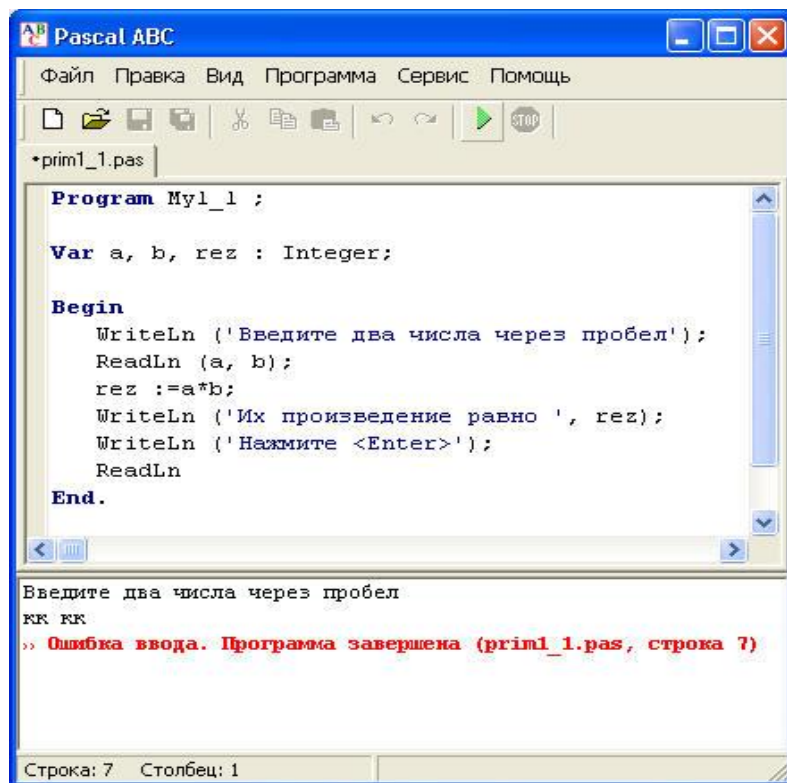 Pascal ABC
Файл Правка Вид Программа Сервис Помощь
STOP
•prim1_1.pas
Program My1_1 ;
Var a, b, rez : Integer;
Begin
WriteLn ('Введите два числа через пробел');
ReadLn (a, b);
rez :=a*b;
WriteLn ('Их произведение равно ', rez);
WriteLn ('Нажмите <Enter>');
ReadLn
End.
Введите два числа через пробел
кк кк
›› Ошибка ввода. Программа завершена (prim1_1.pas, строка 7)
Строка: 7 Столбец: 1